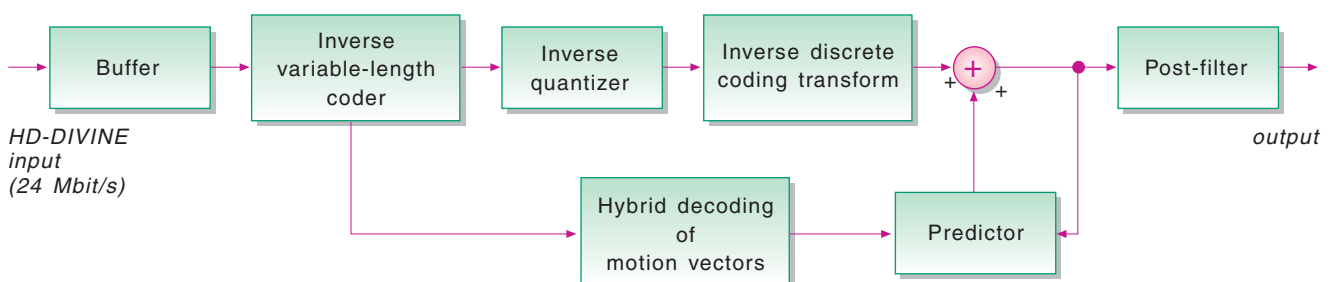 Buffer
Inverse
variable-length
coder
Inverse
quantizer
Inverse discrete
coding transform
+
+
+
Post-filter
HD-DIVINE
input
(24 Mbit/s)
output
Hybrid decoding
of
motion vectors
Predictor